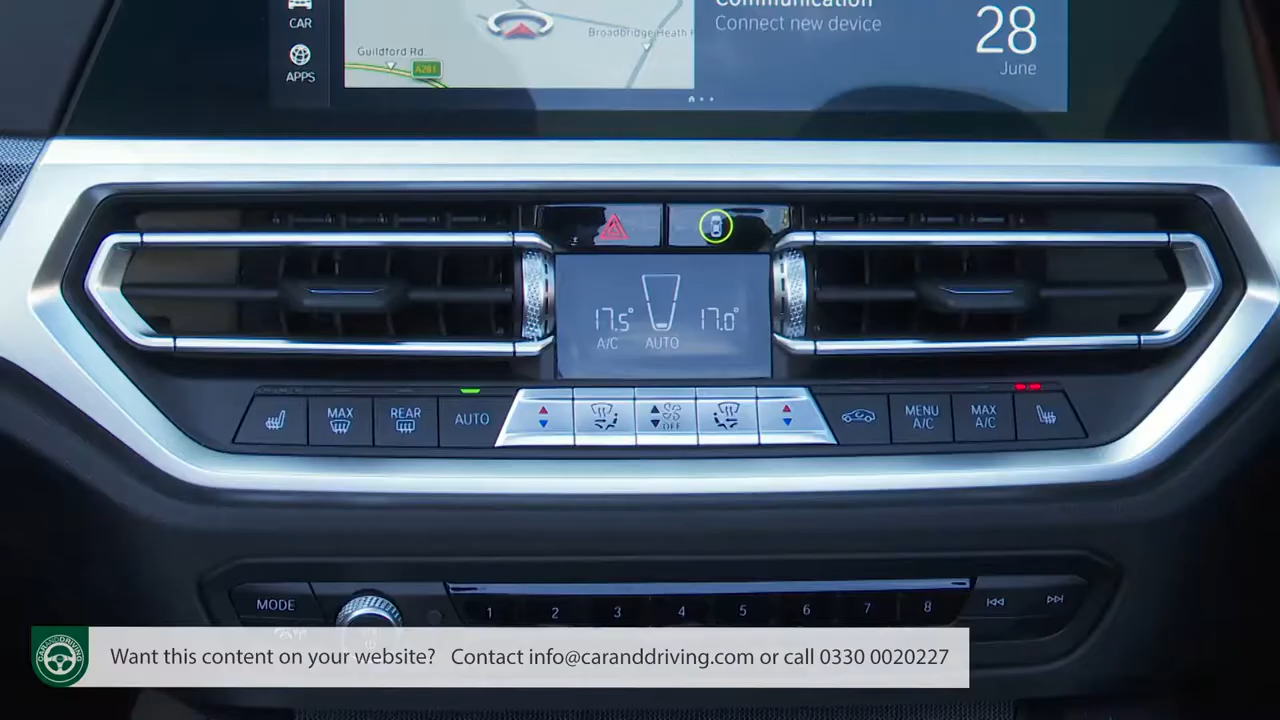 CAR
APPS
Guildford Rd.
A281
Broadbridge Heath
Communication
Connect new device
28
June
17.5°
A/C
AUTO
17.0°
MAX
REAR
AUTO
OFF
MENU
A/C
MAX
A/C
MODE
1 2 3 4 5 6 7 8
CARANDDRIVING
Want this content on your website? Contact info@caranddriving.com or call 0330 0020227